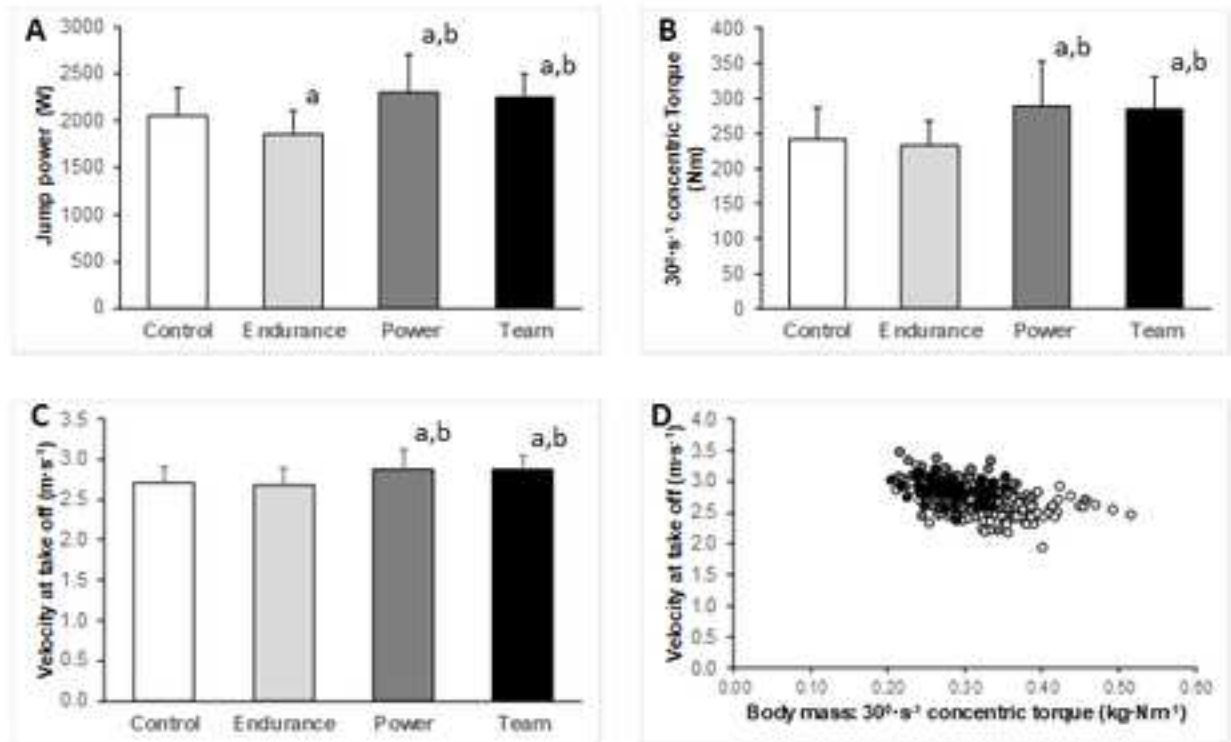 A
3000
2500
2000
1500
1000
500
0
Jump power (W)
a
a,b
a,b
Control Endurance Power Team
B
400
350
300
250
200
150
100
50
0
30º·s⁻¹ concentric Torque
(Nm)
a,b
a,b
Control Endurance Power Team
C
3.5
3.0
2.5
2.0
1.5
1.0
0.5
0.0
Velocity at take off (m·s⁻¹)
a,b
a,b
Control Endurance Power Team
D
4.0
3.5
3.0
2.5
2.0
1.5
1.0
0.5
0.0
Velocity at take off (m·s⁻¹)
0.00 0.10 0.20 0.30 0.40 0.50 0.60
Body mass: 30º·s⁻¹ concentric torque (kg·Nm⁻¹)